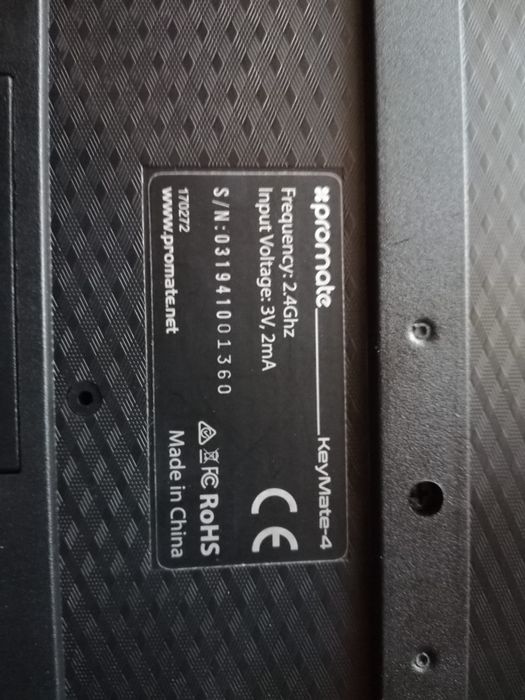 promate KeyMate-4
Frequency: 2.4Ghz
Input Voltage: 3V, 2mA
S/N:031941001360
170272
www.promate.net
CE
FC RoHS
Made in China